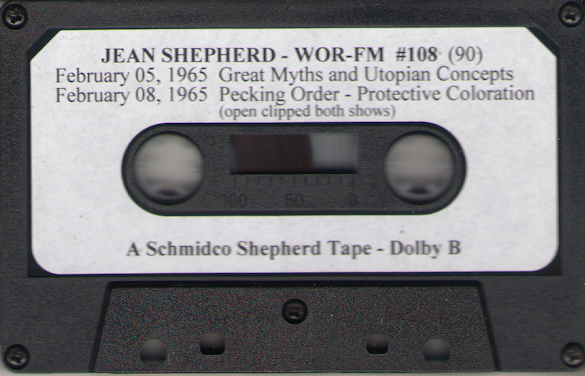 JEAN SHEPHERD - WOR-FM #108 (90)
February 05, 1965 Great Myths and Utopian Concepts
February 08, 1965 Pecking Order - Protective Coloration
(open clipped both shows)
100 50 0
A Schmidco Shepherd Tape - Dolby B